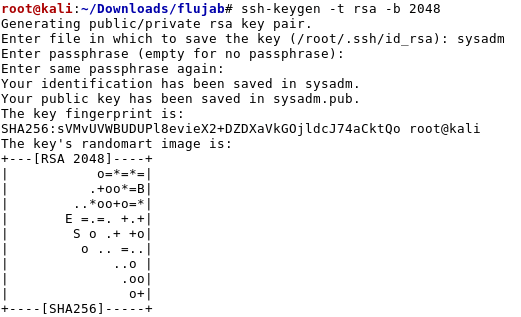 root@kali:~/Downloads/flujab# ssh-keygen -t rsa -b 2048
Generating public/private rsa key pair.
Enter file in which to save the key (/root/.ssh/id_rsa): sysadm
Enter passphrase (empty for no passphrase):
Enter same passphrase again:
Your identification has been saved in sysadm.
Your public key has been saved in sysadm.pub.
The key fingerprint is:
SHA256:sVMvUVWBUDUPl8evieX2+DZDXaVkGOjldcJ74aCktQo root@kali
The key's randomart image is:
+---[RSA 2048]----+
|           o=*=*=|
|          .+oo*=B|
|        ..*oo+o=*|
|       E =.=. +.+|
|        S o .+ +o|
|         o .. =..|
|             ..o |
|              .oo|
|               o+|
+----[SHA256]-----+